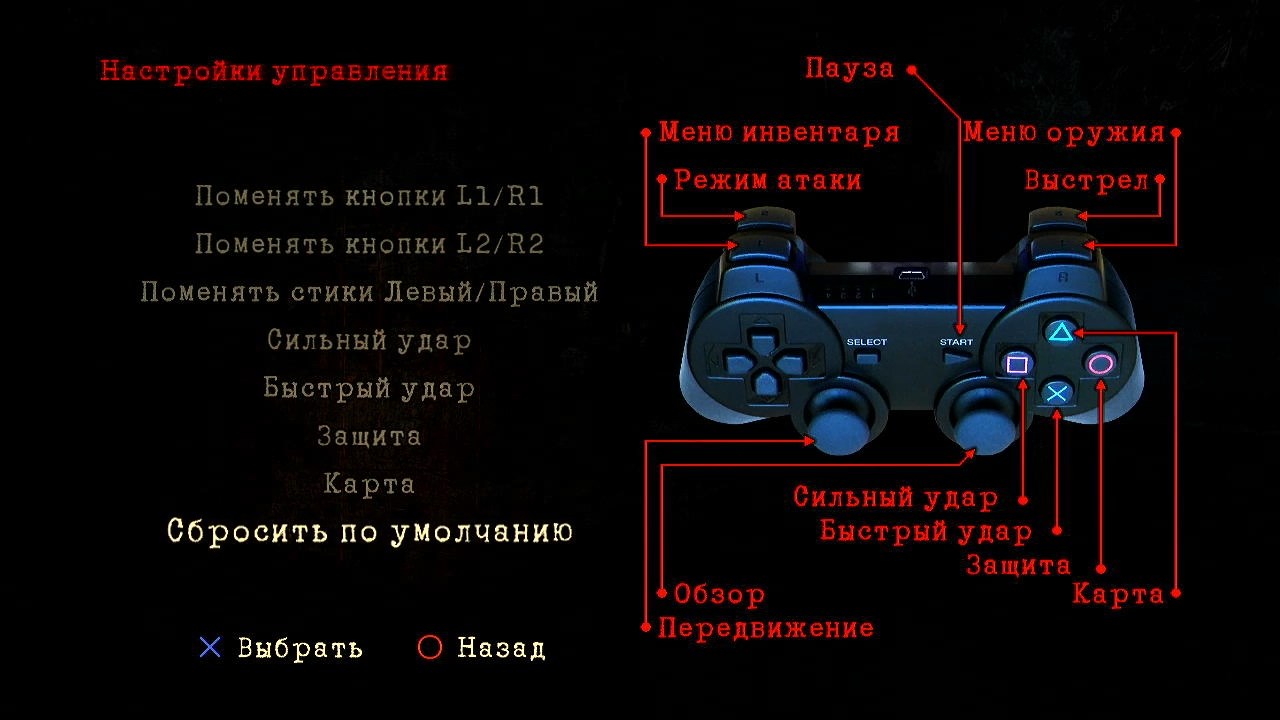 Настройки управления
Поменять кнопки L1/R1
Поменять кнопки L2/R2
Поменять стики Левый/Правый
Сильный удар
Быстрый удар
Защита
Карта
Сбросить по умолчанию
Выбрать
Назад
Пауза
Меню инвентаря
Меню оружия
Режим атаки
Выстрел
L
R
SELECT
START
Сильный удар
Быстрый удар
Защита
Обзор
Карта
Передвижение